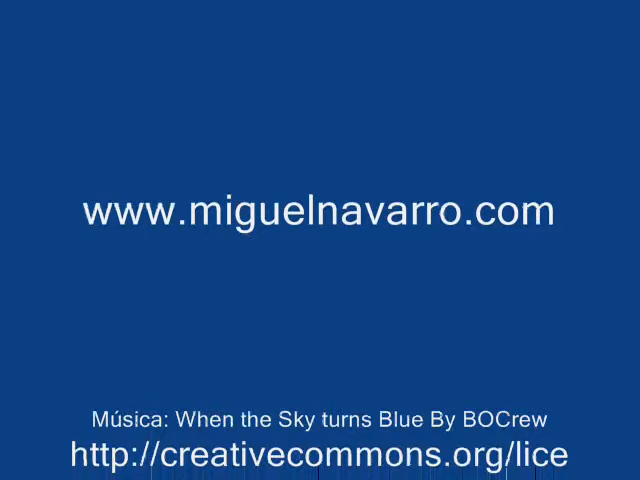 www.miguelnavarro.com
Música: When the Sky turns Blue By BOCrew
http://creativecommons.org/lice